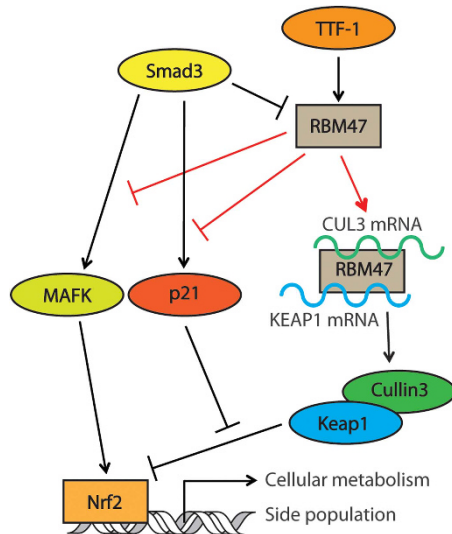 TTF-1
Smad3
RBM47
CUL3 mRNA
RBM47
KEAP1 mRNA
MAFK
p21
Cullin3
Keap1
Nrf2
Cellular metabolism
Side population